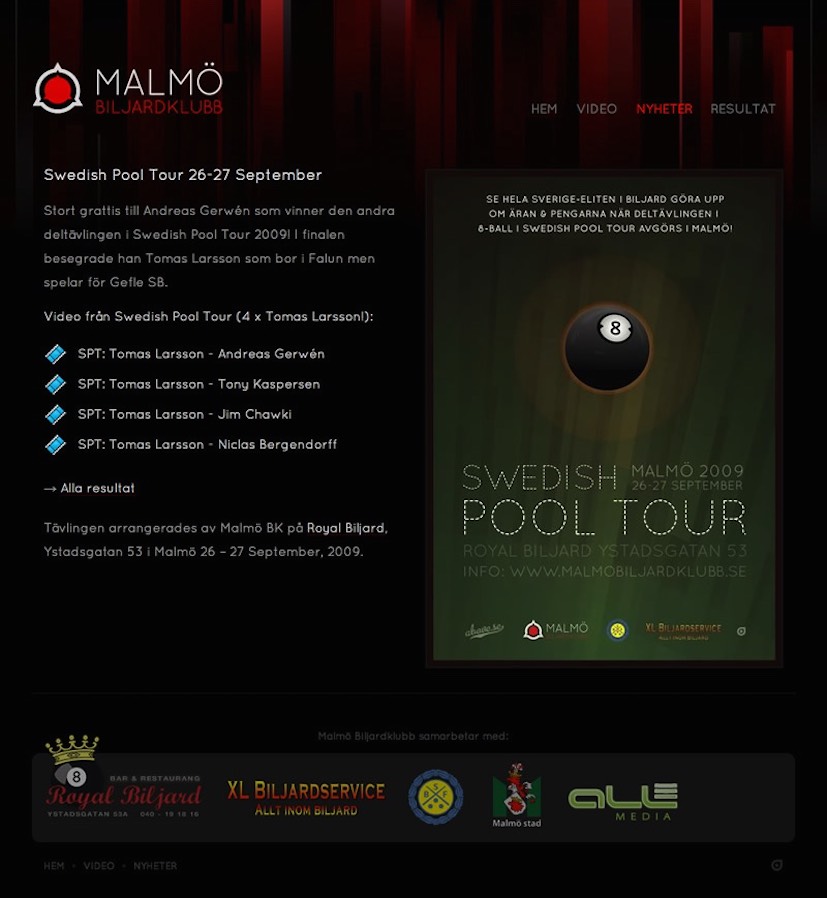 MALMÖ
BILJARDKLUBB
HEM VIDEO NYHETER RESULTAT
Swedish Pool Tour 26-27 September
Stort grattis till Andreas Gerwén som vinner den andra
deltävlingen i Swedish Pool Tour 2009! I finalen
besegrade han Tomas Larsson som bor i Falun men
spelar för Gefle SB.
Video från Swedish Pool Tour (4 x Tomas Larsson!):
SPT: Tomas Larsson - Andreas Gerwén
SPT: Tomas Larsson - Tony Kaspersen
SPT: Tomas Larsson - Jim Chawki
SPT: Tomas Larsson - Niclas Bergendorff
→ Alla resultat
Tävlingen arrangerades av Malmö BK på Royal Biljard,
Ystadsgatan 53 i Malmö 26 – 27 September, 2009.
SE HELA SVERIGE-ELITEN I BILJARD GÖRA UPP
OM ÄRAN & PENGARNA NÄR DELTÄVLINGEN I
8-BALL I SWEDISH POOL TOUR AVGÖRS I MALMÖ!
8
SWEDISH MALMÖ 2009
26-27 SEPTEMBER
POOL TOUR
ROYAL BILJARD YSTADSGATAN 53
INFO: WWW.MALMOBILJARDKLUBB.SE
MALMÖ
XL BILJARDSERVICE
ALLT INOM BILJARD
Malmö Biljardklubb samarbetar med:
8
BAR & RESTAURANG
Royal Biljard
YSTADSGATAN 53A 040 - 19 18 16
XL BILJARDSERVICE
ALLT INOM BILJARD
S
B F
Malmö stad
ALLE
MEDIA
HEM • VIDEO • NYHETER